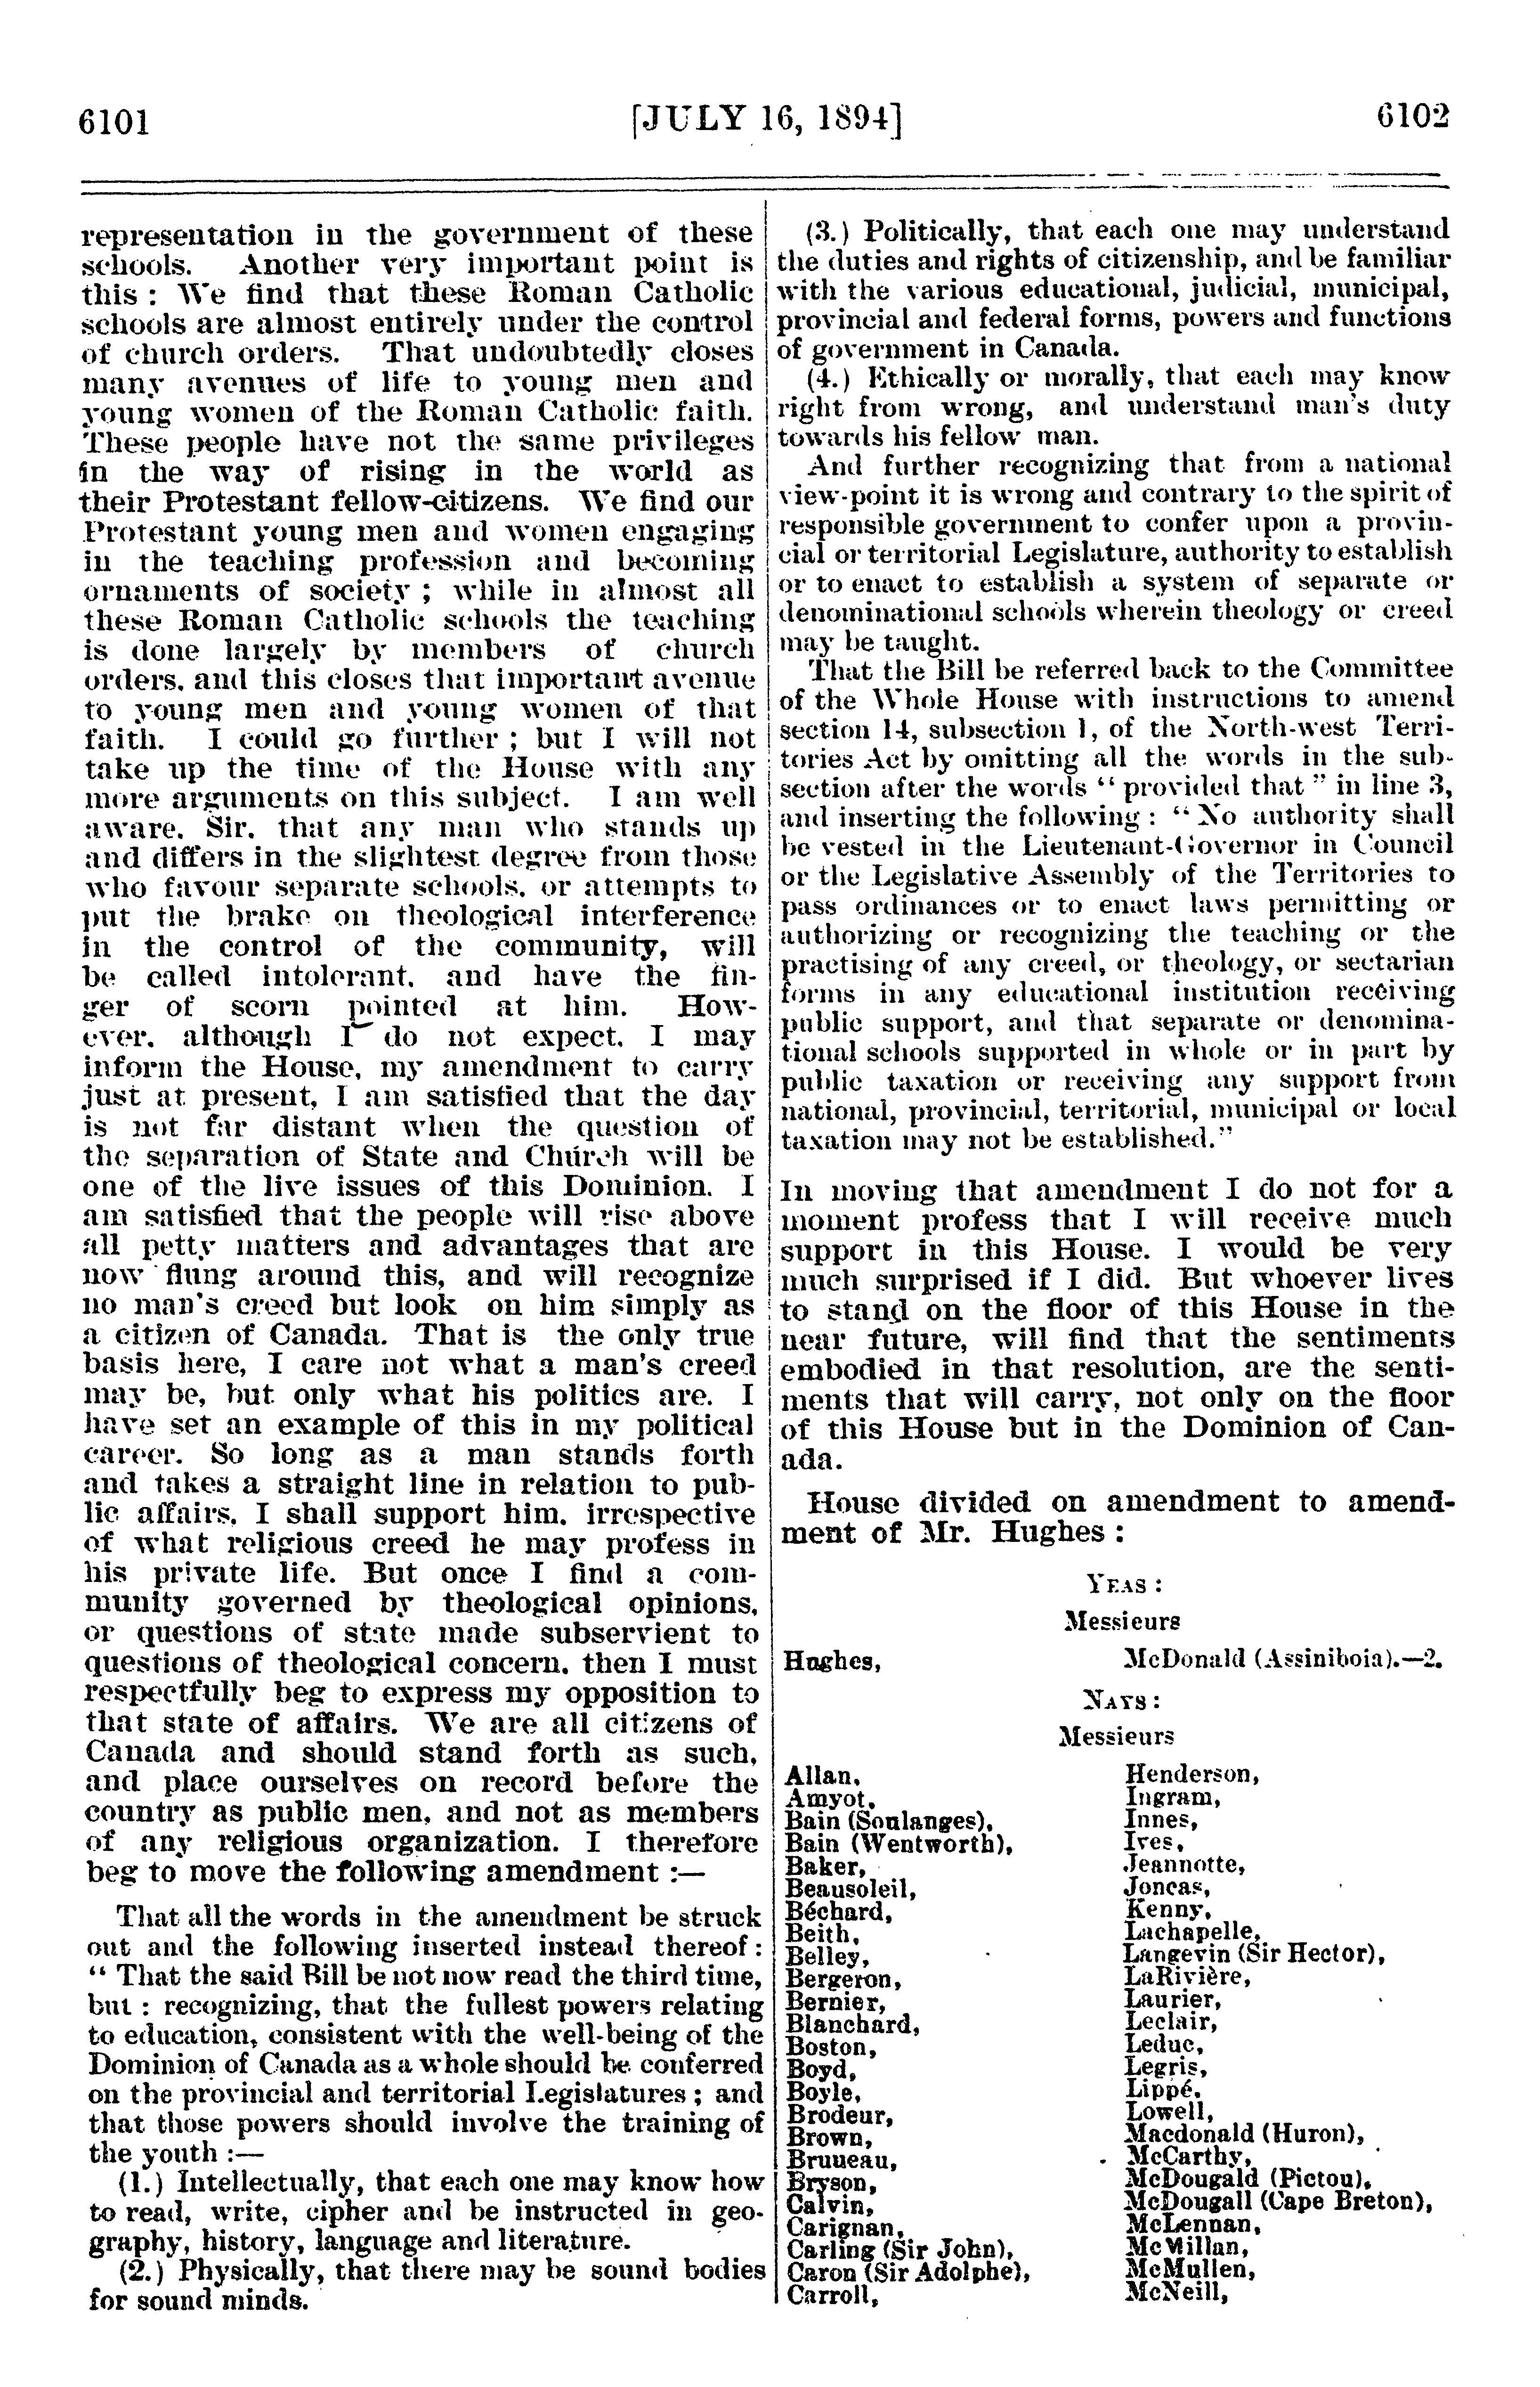 6101
[JULY 16, 1894]
6102
representation in the government of these
schools. Another very important point is
this : We find that these Roman Catholic
schools are almost entirely under the control
of church orders. That undoubtedly closes
many avenues of life to young men and
young women of the Roman Catholic faith.
These people have not the same privileges
in the way of rising in the world as
their Protestant fellow-citizens. We find our
Protestant young men and women engaging
in the teaching profession and becoming
ornaments of society ; while in almost all
these Roman Catholic schools the teaching
is done largely by members of church
orders, and this closes that important avenue
to young men and young women of that
faith. I could go further ; but I will not
take up the time of the House with any
more arguments on this subject. I am well
aware, Sir, that any man who stands up
and differs in the slightest degree from those
who favour separate schools, or attempts to
put the brake on theological interference
in the control of the community, will
be called intolerant, and have the fin-
ger of scorn pointed at him. How-
ever, although I do not expect, I may
inform the House, my amendment to carry
just at present, I am satisfied that the day
is not far distant when the question of
the separation of State and Church will be
one of the live issues of this Dominion. I
am satisfied that the people will rise above
all petty matters and advantages that are
now flung around this, and will recognize
no man's creed but look on him simply as
a citizen of Canada. That is the only true
basis here, I care not what a man's creed
may be, but only what his politics are. I
have set an example of this in my political
career. So long as a man stands forth
and takes a straight line in relation to pub-
lic affairs, I shall support him, irrespective
of what religious creed he may profess in
his private life. But once I find a com-
munity governed by theological opinions,
or questions of state made subservient to
questions of theological concern, then I must
respectfully beg to express my opposition to
that state of affairs. We are all citizens of
Canada and should stand forth as such,
and place ourselves on record before the
country as public men, and not as members
of any religious organization. I therefore
beg to move the following amendment :—
That all the words in the amendment be struck
out and the following inserted instead thereof :
" That the said Bill be not now read the third time,
but : recognizing, that the fullest powers relating
to education, consistent with the well-being of the
Dominion of Canada as a whole should be conferred
on the provincial and territorial Legislatures ; and
that those powers should involve the training of
the youth :—
(1.) Intellectually, that each one may know how
to read, write, cipher and be instructed in geo-
graphy, history, language and literature.
(2.) Physically, that there may be sound bodies
for sound minds.
(3.) Politically, that each one may understand
the duties and rights of citizenship, and be familiar
with the various educational, judicial, municipal,
provincial and federal forms, powers and functions
of government in Canada.
(4.) Ethically or morally, that each may know
right from wrong, and understand man's duty
towards his fellow man.
And further recognizing that from a national
view-point it is wrong and contrary to the spirit of
responsible government to confer upon a provin-
cial or territorial Legislature, authority to establish
or to enact to establish a system of separate or
denominational schools wherein theology or creed
may be taught.
That the Bill be referred back to the Committee
of the Whole House with instructions to amend
section 14, subsection 1, of the North-west Terri-
tories Act by omitting all the words in the sub-
section after the words " provided that " in line 3,
and inserting the following : " No authority shall
be vested in the Lieutenant-Governor in Council
or the Legislative Assembly of the Territories to
pass ordinances or to enact laws permitting or
authorizing or recognizing the teaching or the
practising of any creed, or theology, or sectarian
forms in any educational institution receiving
public support, and that separate or denomina-
tional schools supported in whole or in part by
public taxation or receiving any support from
national, provincial, territorial, municipal or local
taxation may not be established."
In moving that amendment I do not for a
moment profess that I will receive much
support in this House. I would be very
much surprised if I did. But whoever lives
to stand on the floor of this House in the
near future, will find that the sentiments
embodied in that resolution, are the senti-
ments that will carry, not only on the floor
of this House but in the Dominion of Can-
ada.
House divided on amendment to amend-
ment of Mr. Hughes :
YEAS :
Messieurs
Hughes, McDonald (Assiniboia).—2.
NAYS :
Messieurs
Allan, Henderson,
Amyot, Ingram,
Bain (Soulanges), Innes,
Bain (Wentworth), Ives,
Baker, Jeannotte,
Beausoleil, Joncas,
Béchard, Kenny,
Beith, Lachapelle,
Belley, Langevin (Sir Hector),
Bergeron, LaRivière,
Bernier, Laurier,
Blanchard, Leclair,
Boston, Leduc,
Boyd, Legris,
Boyle, Lippé,
Brodeur, Lowell,
Brown, Macdonald (Huron),
Bruneau, McCarthy,
Bryson, McDougald (Pictou),
Calvin, McDougall (Cape Breton),
Carignan, McLennan,
Carling (Sir John), McMillan,
Caron (Sir Adolphe), McMullen,
Carroll, McNeill,